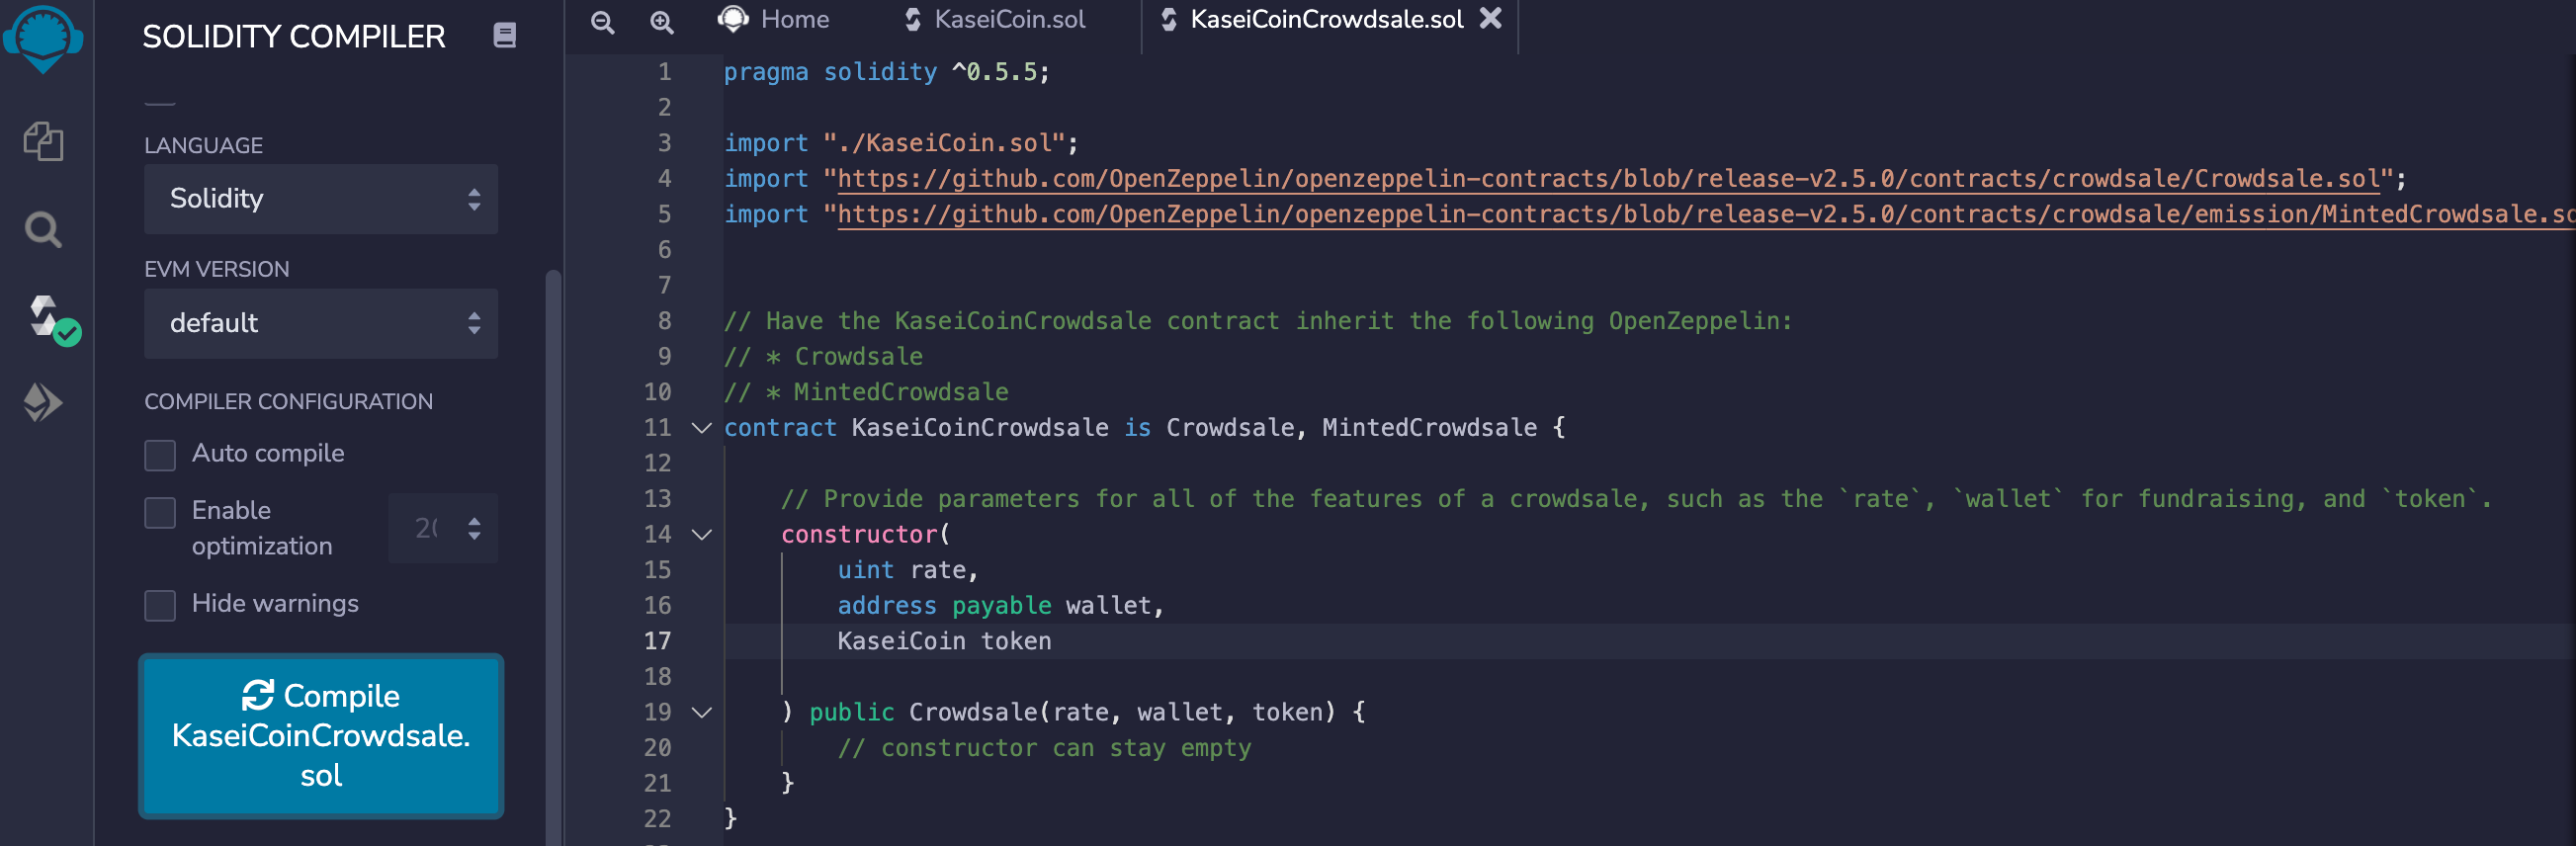 SOLIDITY COMPILER
LANGUAGE
Solidity
EVM VERSION
default
COMPILER CONFIGURATION
Auto compile
Enable
optimization
Hide warnings
Compile
KaseiCoinCrowdsale.
sol
Home
KaseiCoin.sol
KaseiCoinCrowdsale.sol
1 pragma solidity ^0.5.5;
2
3 import "./KaseiCoin.sol";
4 import "https://github.com/OpenZeppelin/openzeppelin-contracts/blob/release-v2.5.0/contracts/crowdsale/Crowdsale.sol";
5 import "https://github.com/OpenZeppelin/openzeppelin-contracts/blob/release-v2.5.0/contracts/crowdsale/emission/MintedCrowdsale.so
6
7
8 // Have the KaseiCoinCrowdsale contract inherit the following OpenZeppelin:
9 // * Crowdsale
10 // * MintedCrowdsale
11 contract KaseiCoinCrowdsale is Crowdsale, MintedCrowdsale {
12
13 // Provide parameters for all of the features of a crowdsale, such as the `rate`, `wallet` for fundraising, and `token`.
14 constructor(
15 uint rate,
16 address payable wallet,
17 KaseiCoin token
18
19 ) public Crowdsale(rate, wallet, token) {
20 // constructor can stay empty
21 }
22 }